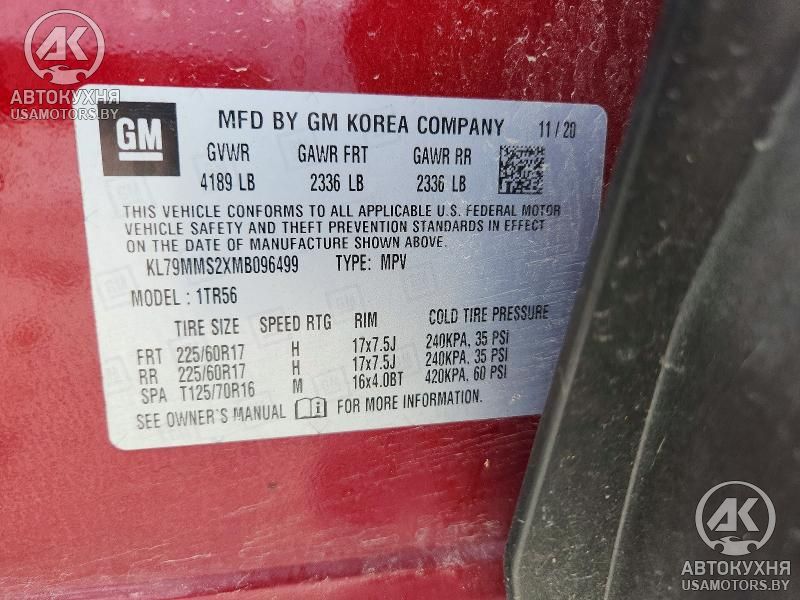 AK
АВТОКУХНЯ
USAMOTORS.BY
GM
MFD BY GM KOREA COMPANY 11/20
GVWR GAWR FRT GAWR RR
4189 LB 2336 LB 2336 LB
THIS VEHICLE CONFORMS TO ALL APPLICABLE U.S. FEDERAL MOTOR
VEHICLE SAFETY AND THEFT PREVENTION STANDARDS IN EFFECT
ON THE DATE OF MANUFACTURE SHOWN ABOVE.
KL79MMS2XMB096499 TYPE: MPV
MODEL: 1TR56
TIRE SIZE SPEED RTG RIM COLD TIRE PRESSURE
FRT 225/60R17 H 17x7.5J 240KPA, 35 PSI
RR 225/60R17 H 17x7.5J 240KPA, 35 PSI
SPA T125/70R16 M 16x4.0BT 420KPA, 60 PSI
SEE OWNER'S MANUAL FOR MORE INFORMATION.
AK
АВТОКУХНЯ
USAMOTORS.BY